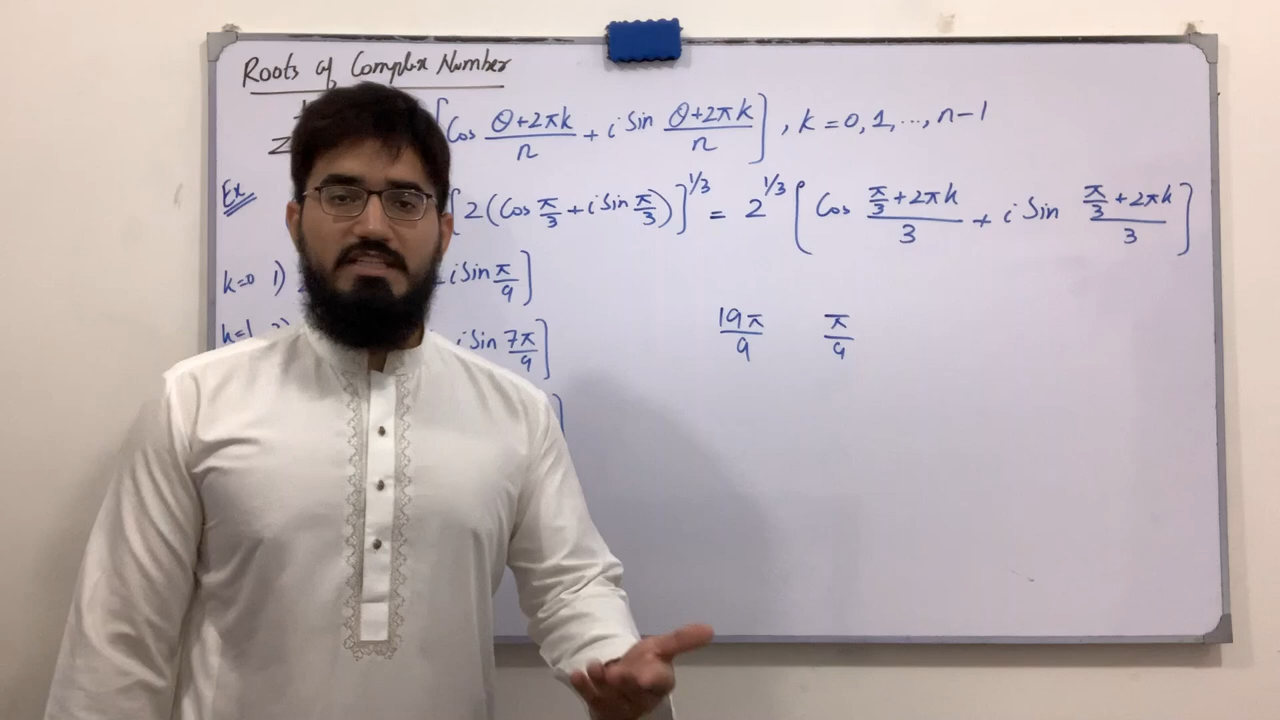 Roots of Complex Number
Z [Cos (θ+2πk)/n + i Sin (θ+2πk)/n], k = 0, 1, ..., n-1
Ex [2(Cos π/3 + i Sin π/3)]^1/3 = 2^1/3 [Cos (π/3+2πk)/3 + i Sin (π/3+2πk)/3]
k=0 1) i Sin π/9]
k=1 i Sin 7π/9]
19π/9 π/9
]